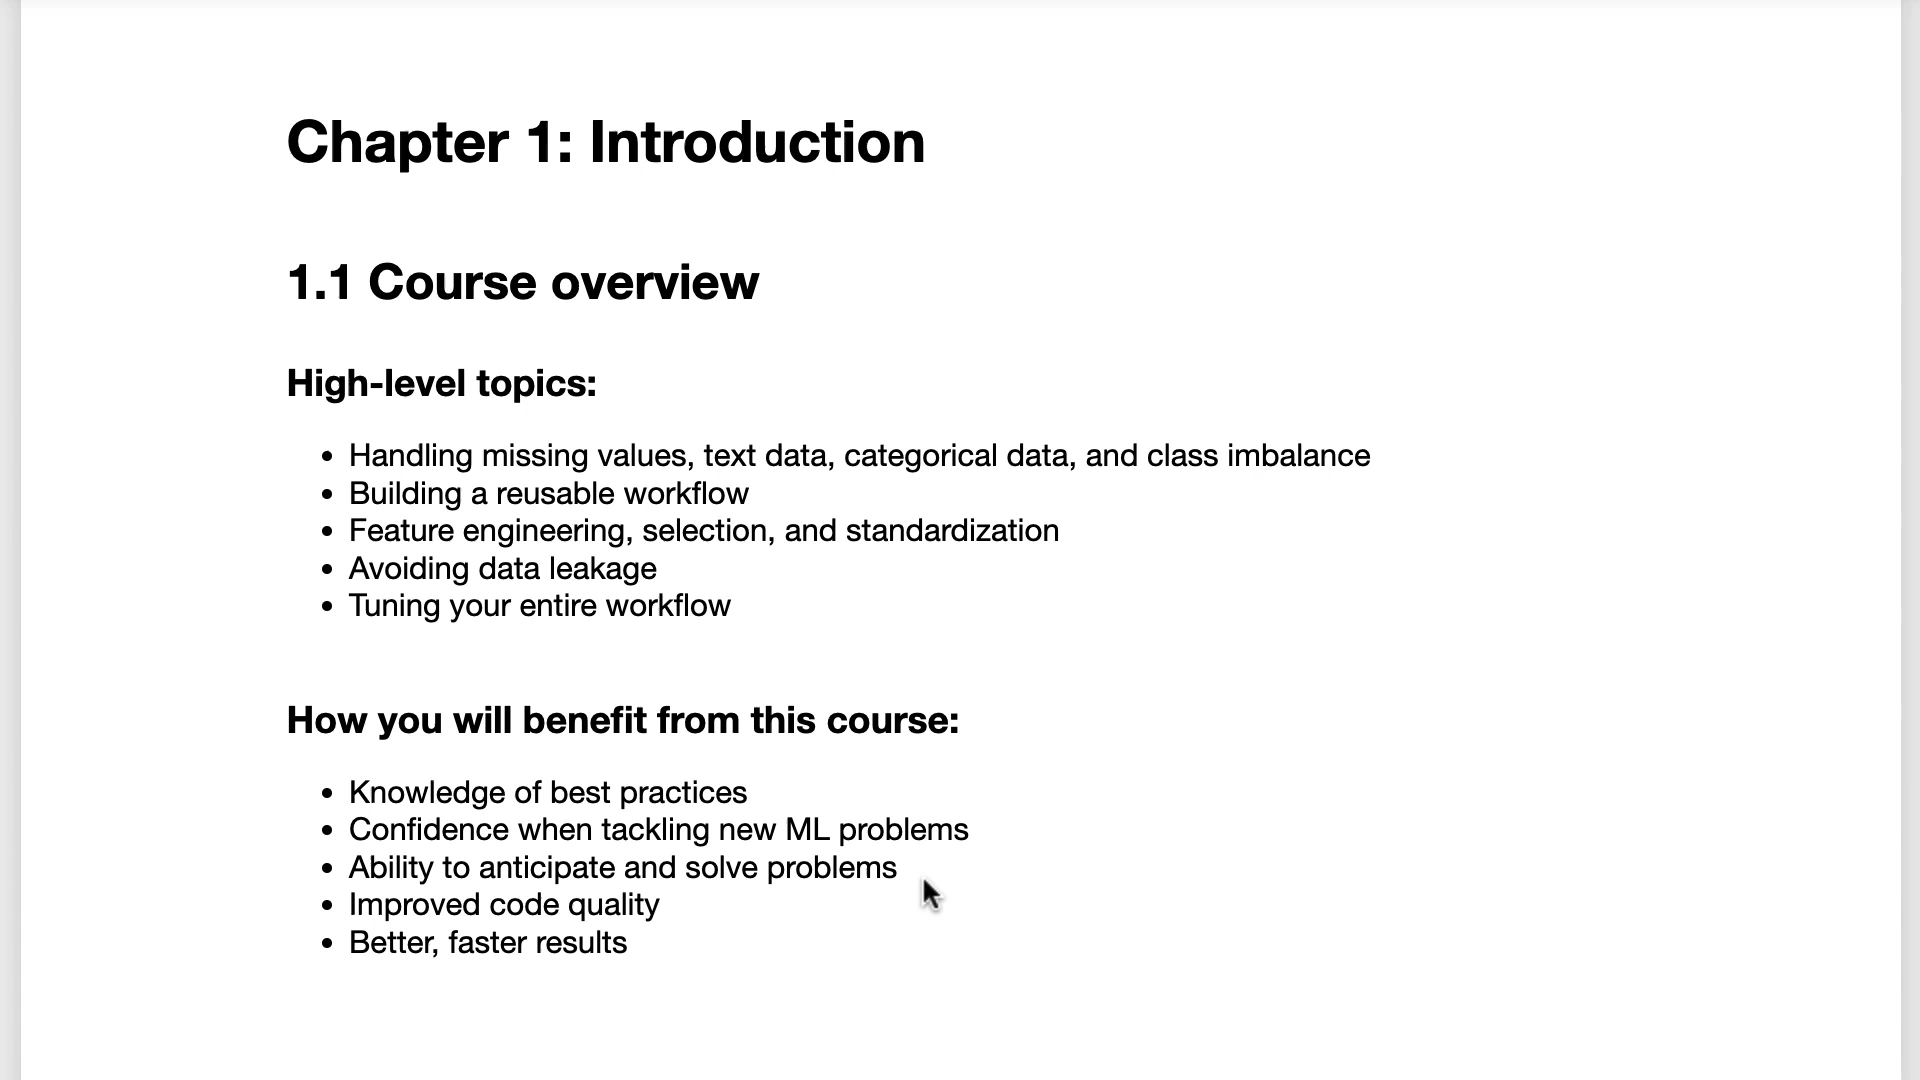 Chapter 1: Introduction
1.1 Course overview
High-level topics:
• Handling missing values, text data, categorical data, and class imbalance
• Building a reusable workflow
• Feature engineering, selection, and standardization
• Avoiding data leakage
• Tuning your entire workflow
How you will benefit from this course:
• Knowledge of best practices
• Confidence when tackling new ML problems
• Ability to anticipate and solve problems
• Improved code quality
• Better, faster results